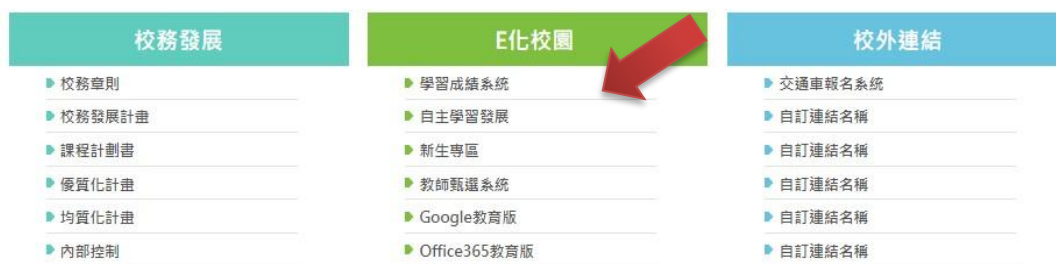 校務發展
校務章則
校務發展計畫
課程計劃書
優質化計畫
均質化計畫
內部控制
E化校園
學習成績系統
自主學習發展
新生專區
教師甄選系統
Google教育版
Office365教育版
校外連結
交通車報名系統
自訂連結名稱
自訂連結名稱
自訂連結名稱
自訂連結名稱
自訂連結名稱